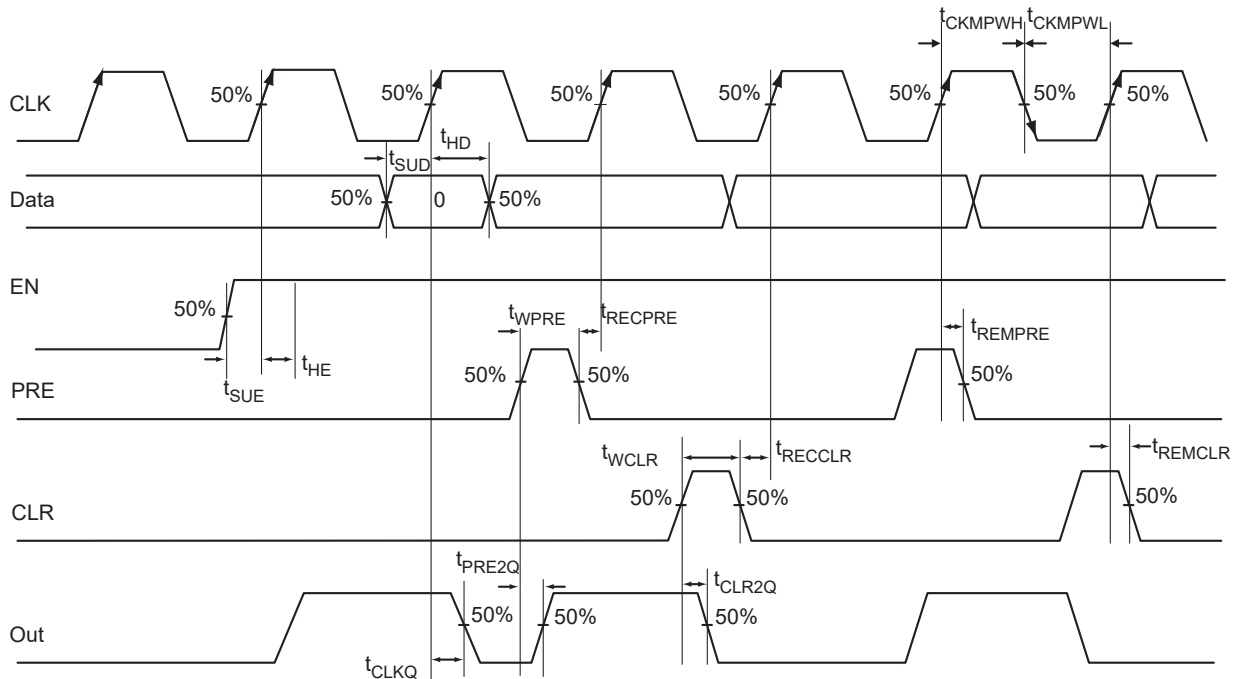 tCKMPWH tCKMPWL
CLK 50% 50% 50% 50% 50% 50% 50%
tSUD tHD
Data 50% 0 50%
EN
50% tWPRE tRECPRE tREMPRE
tSUE tHE
PRE 50% 50% 50%
tWCLR tRECCLR tREMCLR
CLR 50% 50% 50%
tPRE2Q tCLR2Q
Out 50% 50% 50%
tCLKQ